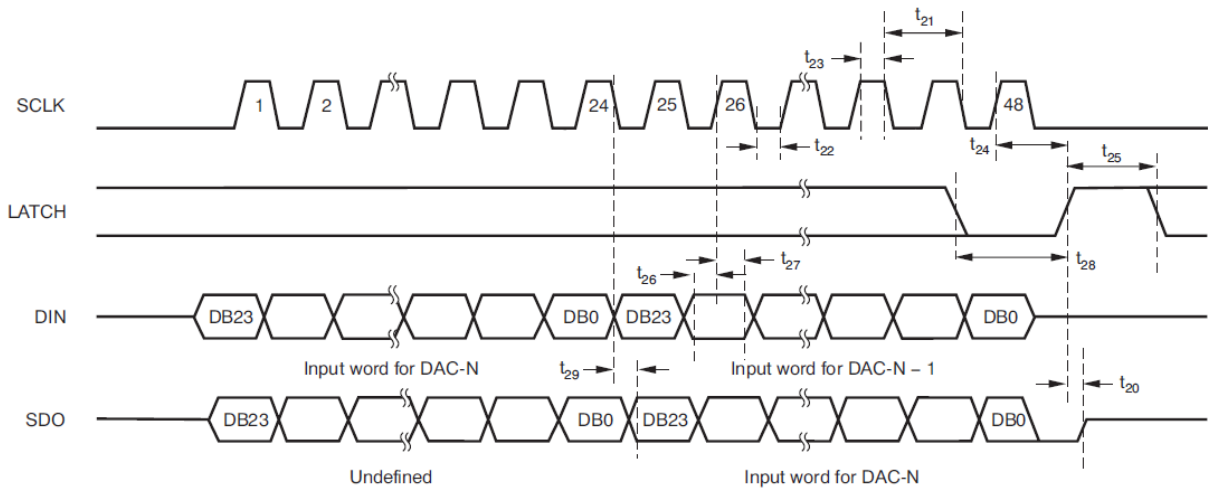 t21
t23
SCLK 1 2 24 25 26 48
t22
t24
t25
LATCH
t26
t27
t28
DIN DB23 DB0 DB23 DB0
Input word for DAC-N
t29
Input word for DAC-N – 1
t20
SDO DB23 DB0 DB23 DB0
Undefined
Input word for DAC-N